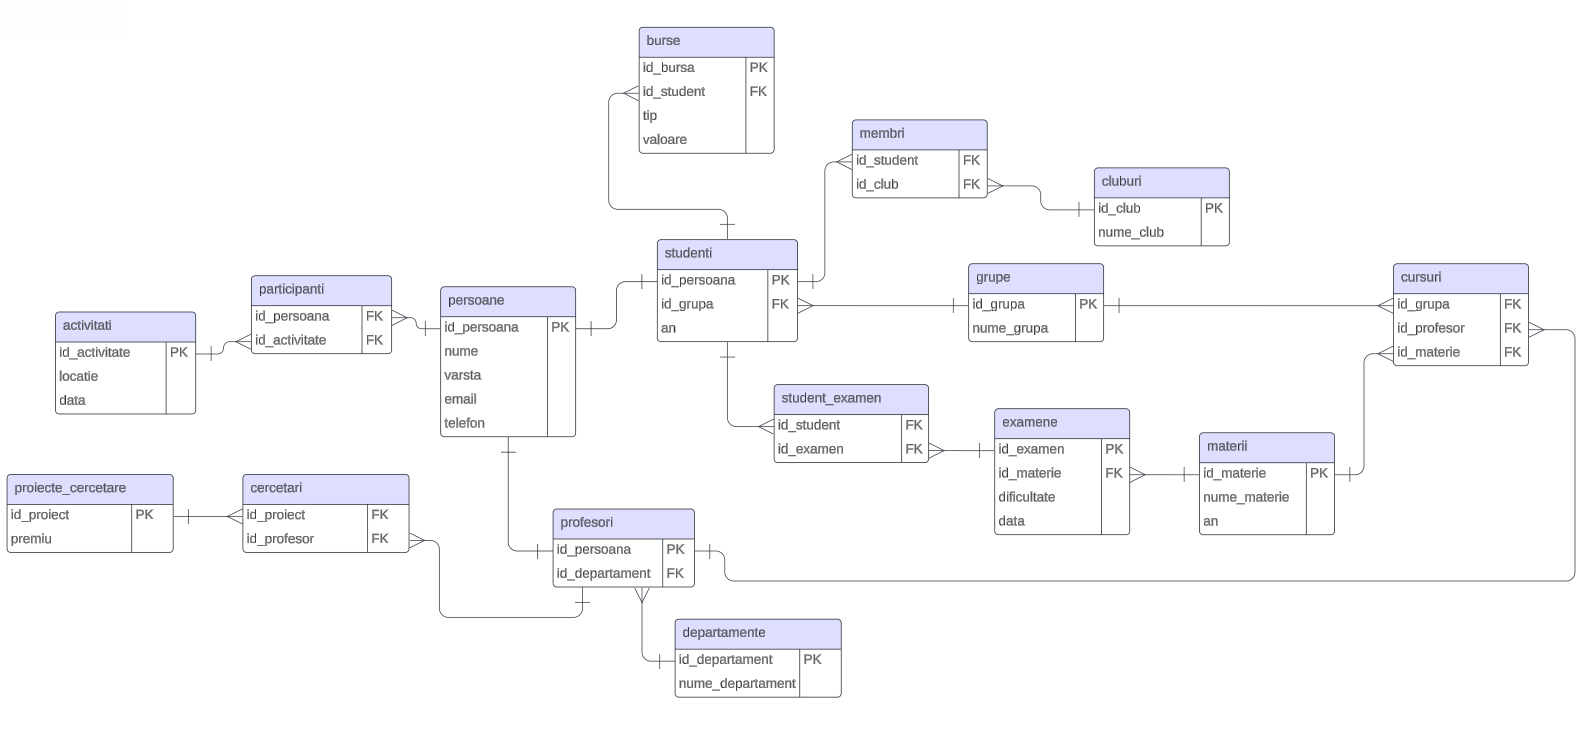 burse
id_bursa PK
id_student FK
tip
valoare
membri
id_student FK
id_club FK
cluburi
id_club PK
nume_club
studenti
id_persoana PK
id_grupa FK
an
grupe
id_grupa PK
nume_grupa
cursuri
id_grupa FK
id_profesor FK
id_materie FK
participanti
id_persoana FK
id_activitate FK
persoane
id_persoana PK
nume
varsta
email
telefon
activitati
id_activitate PK
locatie
data
student_examen
id_student FK
id_examen FK
examene
id_examen PK
id_materie FK
dificultate
data
materii
id_materie PK
nume_materie
an
proiecte_cercetare
id_proiect PK
premiu
cercetari
id_proiect FK
id_profesor FK
profesori
id_persoana PK
id_departament FK
departamente
id_departament PK
nume_departament